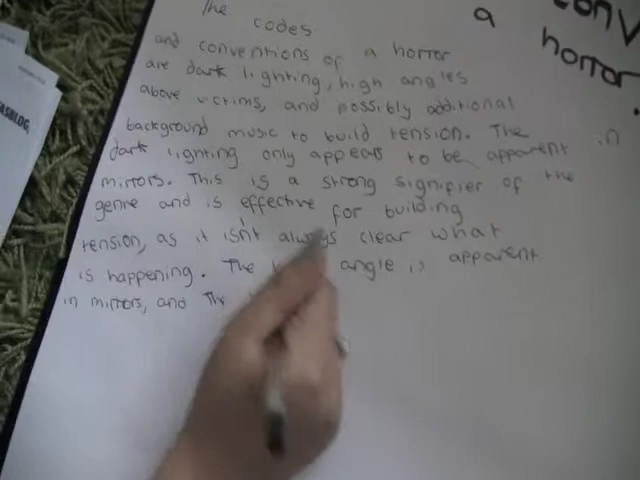 a
conv
horror.
The codes
and conventions of a horror
are dark lighting, high angles
above victims, and possibly additional
background music to build tension. The
dark lighting only appears to be apparent in
mirrors. This is a strong signifier of the
genre and is effective for building
tension, as it isn't always clear what
is happening. The angle is apparent
in mirrors, and the